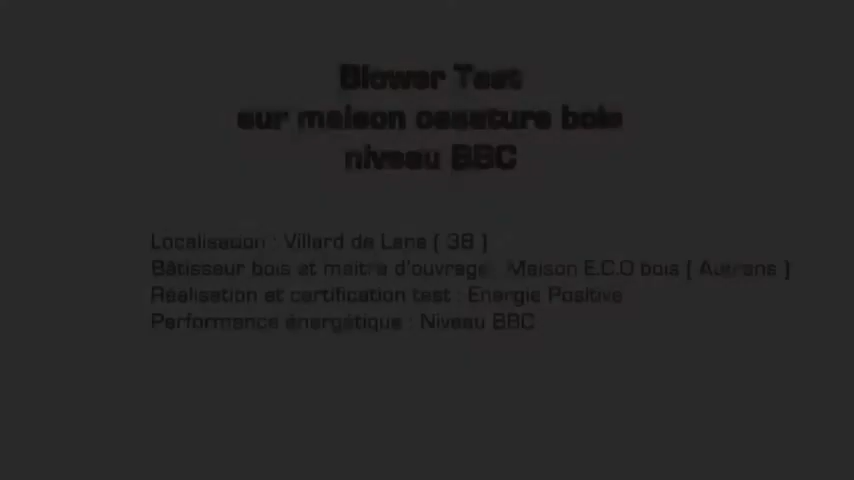 Blower Test
sur maison ossature bois
niveau BBC
Localisation : Villard de Lans ( 38 )
Bâtisseur bois et maitre d'ouvrage : Maison E.C.O bois ( Autrans )
Réalisation et certification test : Energie Positive
Performance énergétique : Niveau BBC